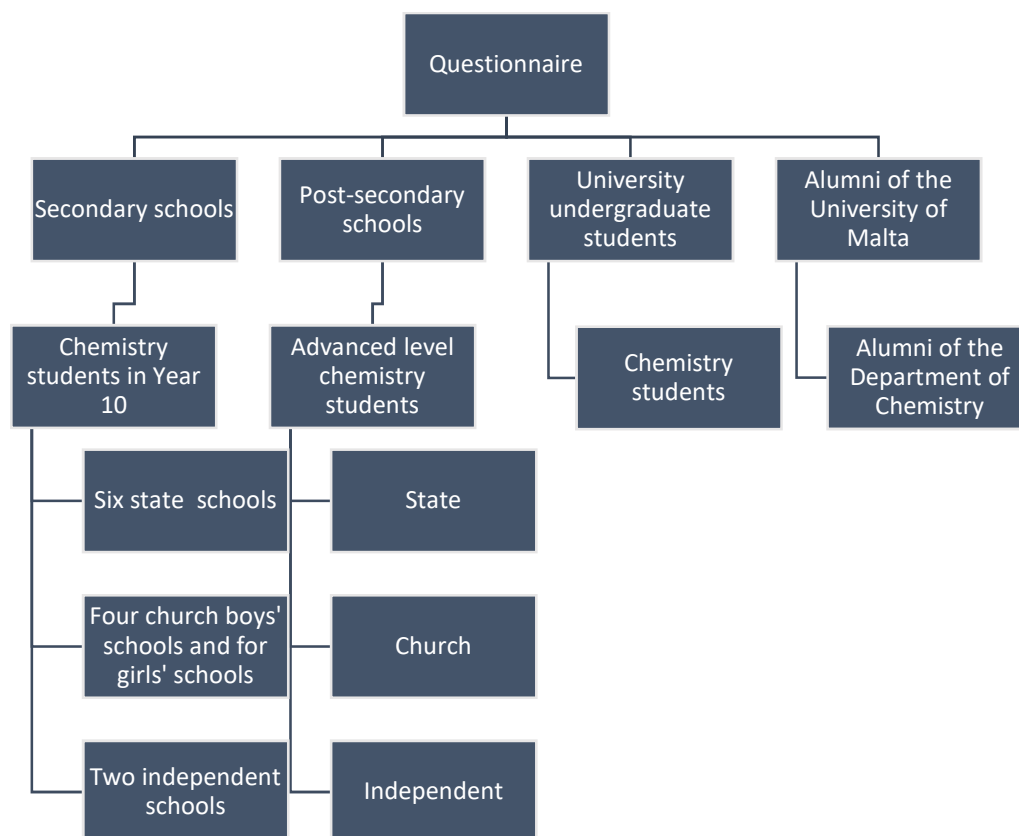 Questionnaire
Secondary schools
Post-secondary
schools
University
undergraduate
students
Alumni of the
University of
Malta
Chemistry
students in Year
10
Advanced level
chemistry
students
Chemistry
students
Alumni of the
Department of
Chemistry
Six state  schools
State
Four church boys'
schools and for
girls' schools
Church
Two independent
schools
Independent